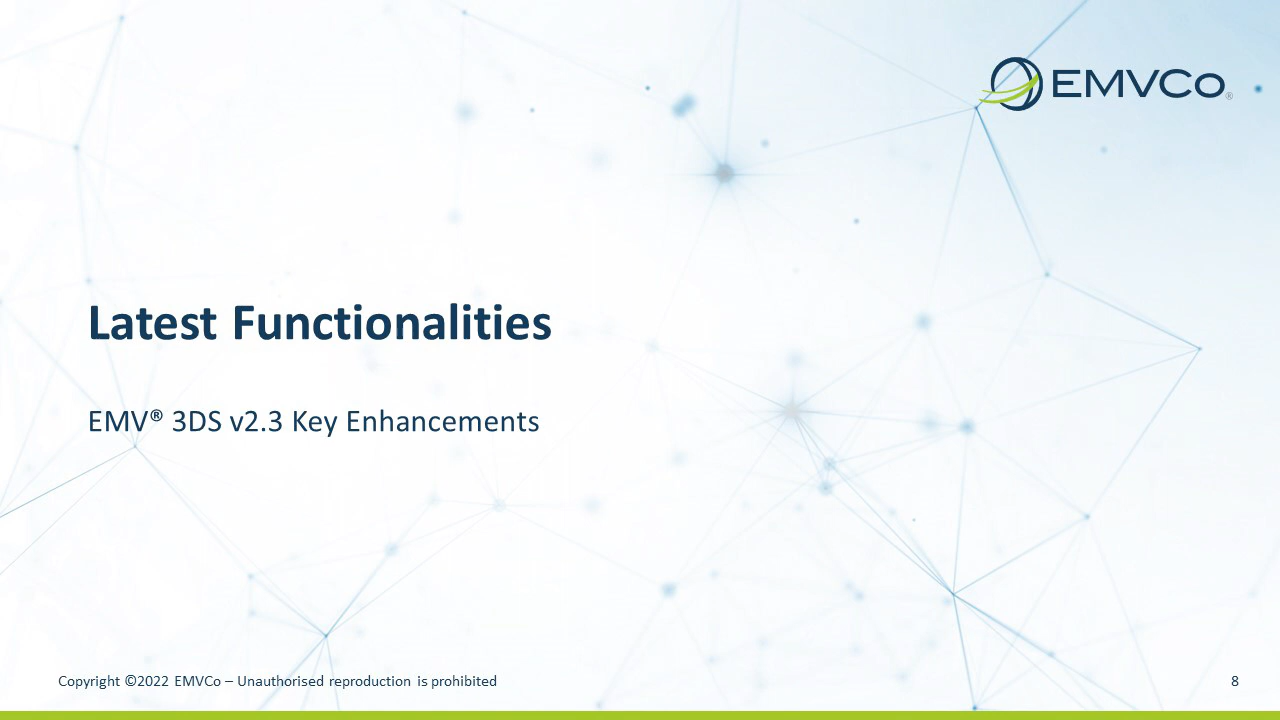 EMVCo®
Latest Functionalities
EMV® 3DS v2.3 Key Enhancements
Copyright ©2022 EMVCo – Unauthorised reproduction is prohibited
8